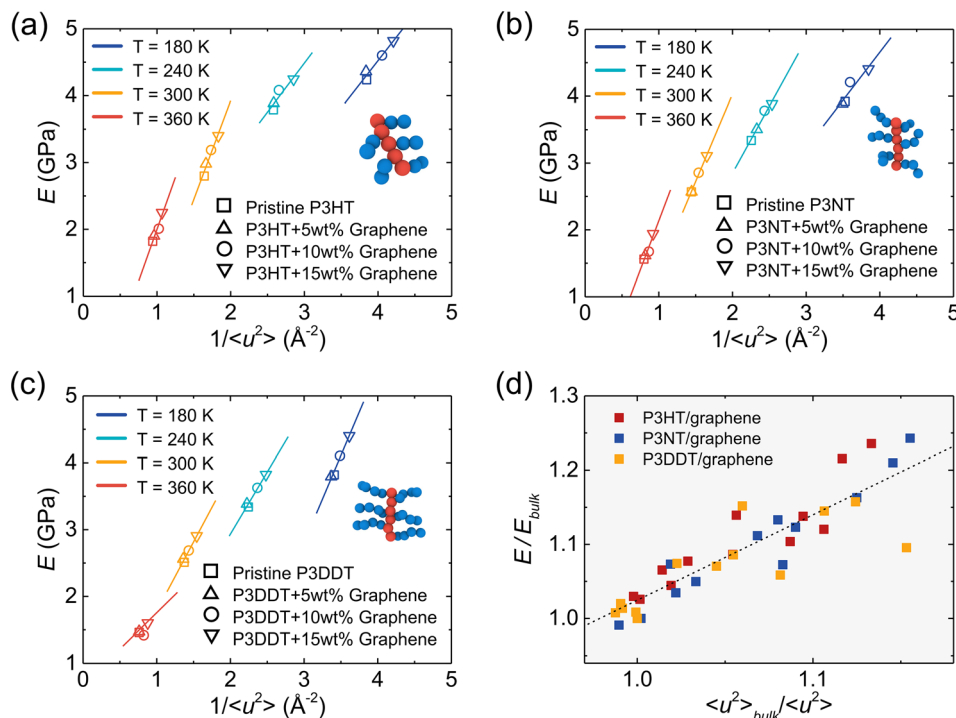 (a)
5
4
3
2
1
E (GPa)
T = 180 K
T = 240 K
T = 300 K
T = 360 K
Pristine P3HT
P3HT+5wt% Graphene
P3HT+10wt% Graphene
P3HT+15wt% Graphene
0 1 2 3 4 5
1/<u²> (Å⁻²)
(b)
5
4
3
2
1
E (GPa)
T = 180 K
T = 240 K
T = 300 K
T = 360 K
Pristine P3NT
P3NT+5wt% Graphene
P3NT+10wt% Graphene
P3NT+15wt% Graphene
0 1 2 3 4 5
1/<u²> (Å⁻²)
(c)
5
4
3
2
1
E (GPa)
T = 180 K
T = 240 K
T = 300 K
T = 360 K
Pristine P3DDT
P3DDT+5wt% Graphene
P3DDT+10wt% Graphene
P3DDT+15wt% Graphene
0 1 2 3 4 5
1/<u²> (Å⁻²)
(d)
1.3
1.2
1.1
1.0
E/E_bulk
P3HT/graphene
P3NT/graphene
P3DDT/graphene
1.0 1.1
<u²>_bulk/<u²>